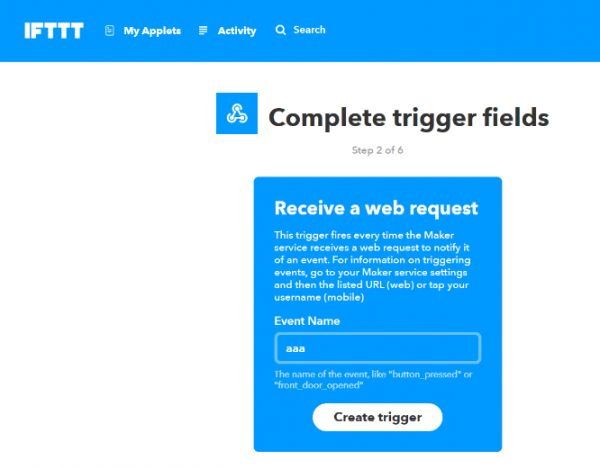 IFTTT My Applets Activity Search
Complete trigger fields
Step 2 of 6
Receive a web request
This trigger fires every time the Maker
service receives a web request to notify it
of an event. For information on triggering
events, go to your Maker service settings
and then the listed URL (web) or tap your
username (mobile)
Event Name
aaa
The name of the event, like "button_pressed" or
"front_door_opened"
Create trigger